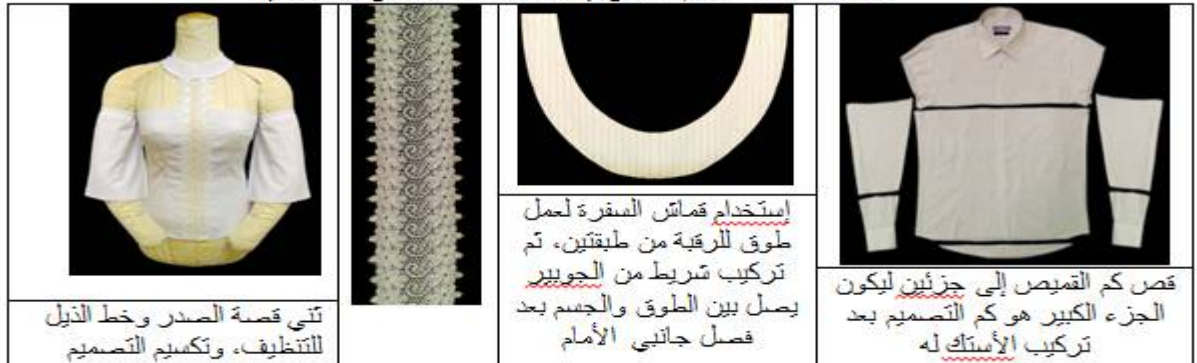 قص كم القميص إلى جزئين ليكون
الجزء الكبير هو كم التصميم بعد
تركيب الأستك له
إستخدام قماش السفرة لعمل
طوق للرقبة من طبقتين، ثم
تركيب شريط من الجوبير
يصل بين الطوق والجسم بعد
فصل جانبي الأمام
ثني قصة الصدر وخط الذيل
للتنظيف، وتكسيم التصميم